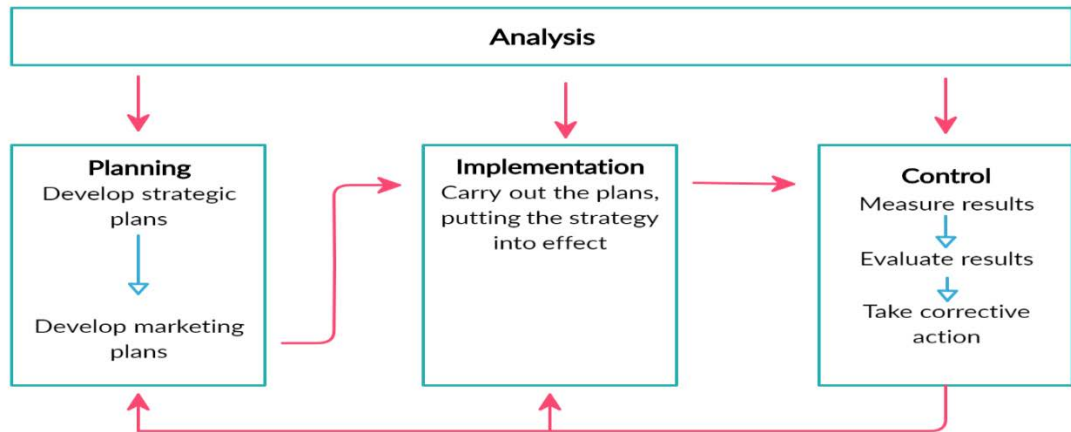 Analysis
Planning
Develop strategic
plans
Develop marketing
plans
Implementation
Carry out the plans,
putting the strategy
into effect
Control
Measure results
Evaluate results
Take corrective
action